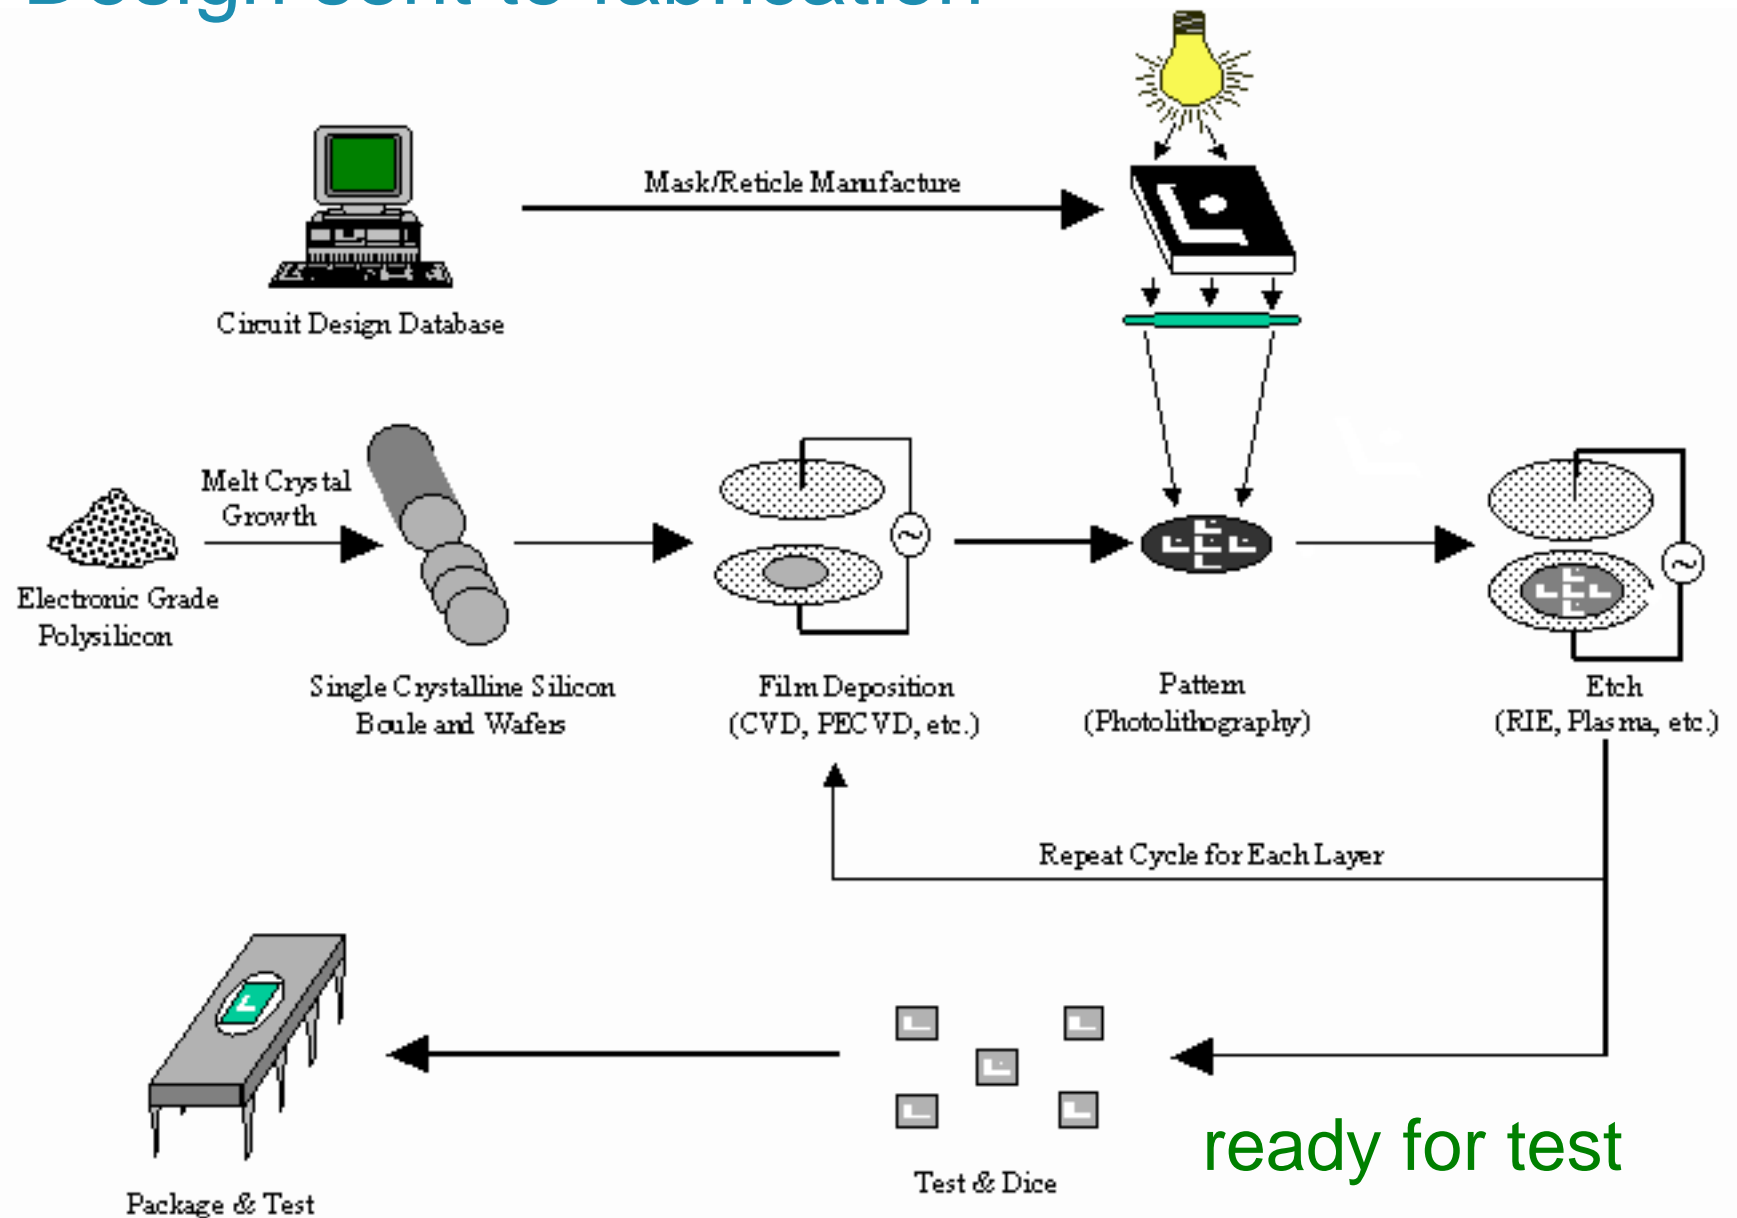 Design sent to fabrication
Mask/Reticle Manufacture
Circuit Design Database
Melt Crystal
Growth
Electronic Grade
Polysilicon
Single Crystalline Silicon
Boule and Wafers
Film Deposition
(CVD, PECVD, etc.)
Pattern
(Photolithography)
Etch
(RIE, Plasma, etc.)
Repeat Cycle for Each Layer
ready for test
Test & Dice
Package & Test